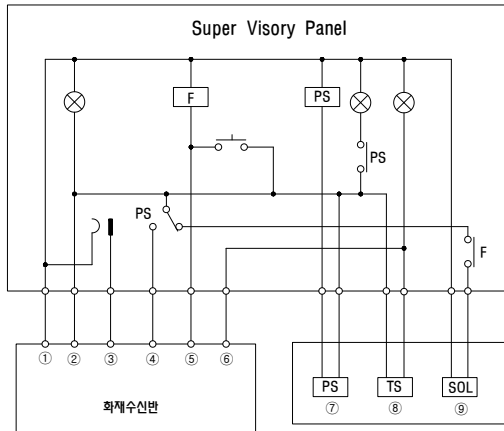 Super Visory Panel
F
PS
PS
PS
F
① ② ③ ④ ⑤ ⑥
PS TS SOL
⑦ ⑧ ⑨
화재수신반